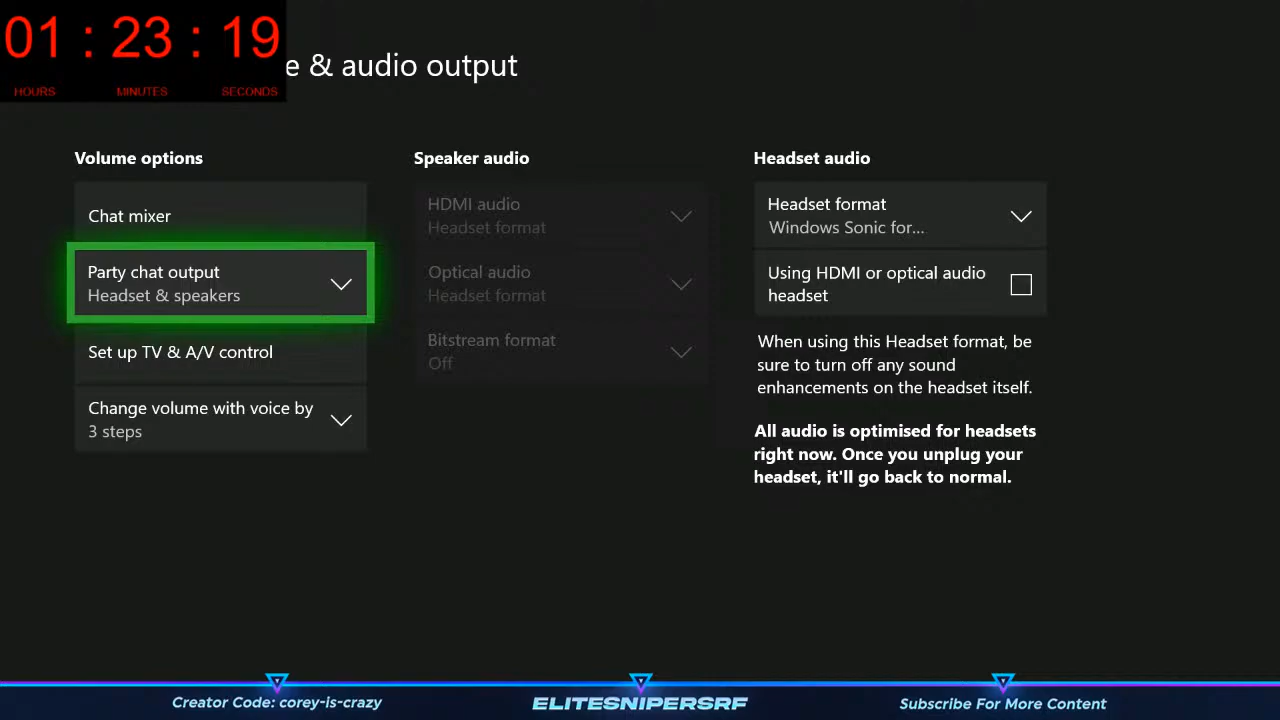 01 : 23 : 19
HOURS MINUTES SECONDS
e & audio output
Volume options
Chat mixer
Party chat output
Headset & speakers
Set up TV & A/V control
Change volume with voice by
3 steps
Speaker audio
HDMI audio
Headset format
Optical audio
Headset format
Bitstream format
Off
Headset audio
Headset format
Windows Sonic for...
Using HDMI or optical audio
headset
When using this Headset format, be
sure to turn off any sound
enhancements on the headset itself.
All audio is optimised for headsets
right now. Once you unplug your
headset, it'll go back to normal.
Creator Code: corey-is-crazy
ELITESNIPERSRF
Subscribe For More Content